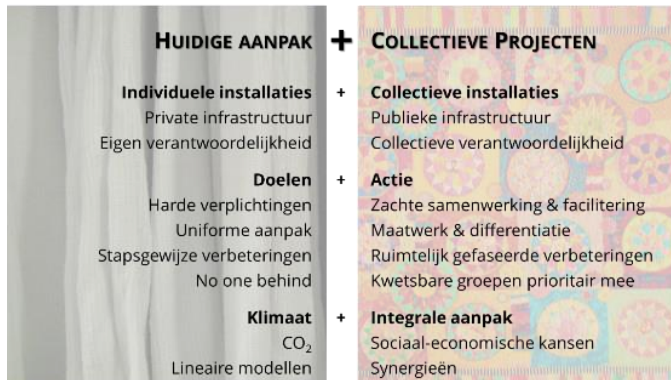 HUIDIGE AANPAK + COLLECTIEVE PROJECTEN
Individuele installaties + Collectieve installaties
Private infrastructuur Publieke infrastructuur
Eigen verantwoordelijkheid Collectieve verantwoordelijkheid
Doelen + Actie
Harde verplichtingen Zachte samenwerking & facilitering
Uniforme aanpak Maatwerk & differentiatie
Stapsgewijze verbeteringen Ruimtelijk gefaseerde verbeteringen
No one behind Kwetsbare groepen prioritair mee
Klimaat + Integrale aanpak
CO₂ Sociaal-economische kansen
Lineaire modellen Synergieën